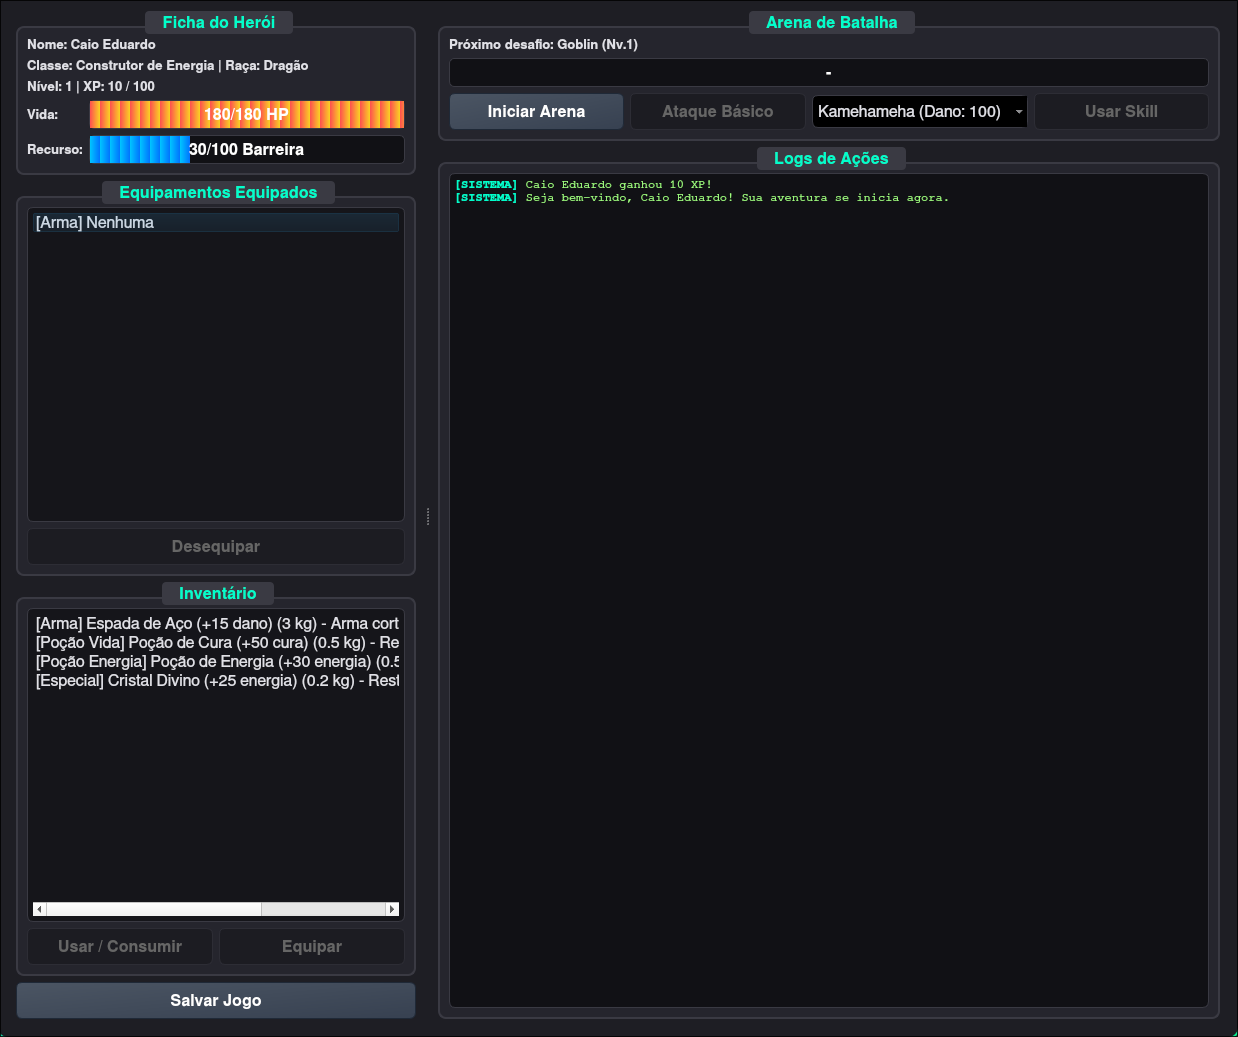 Ficha do Herói
Nome: Caio Eduardo
Classe: Construtor de Energia | Raça: Dragão
Nível: 1 | XP: 10 / 100
Vida: 180/180 HP
Recurso: 30/100 Barreira
Equipamentos Equipados
[Arma] Nenhuma
Desequipar
Inventário
[Arma] Espada de Aço (+15 dano) (3 kg) - Arma cort
[Poção Vida] Poção de Cura (+50 cura) (0.5 kg) - Re
[Poção Energia] Poção de Energia (+30 energia) (0.5
[Especial] Cristal Divino (+25 energia) (0.2 kg) - Rest
Usar / Consumir Equipar
Salvar Jogo
Arena de Batalha
Próximo desafio: Goblin (Nv.1)
-
Iniciar Arena Ataque Básico Kamehameha (Dano: 100) Usar Skill
Logs de Ações
[SISTEMA] Caio Eduardo ganhou 10 XP!
[SISTEMA] Seja bem-vindo, Caio Eduardo! Sua aventura se inicia agora.